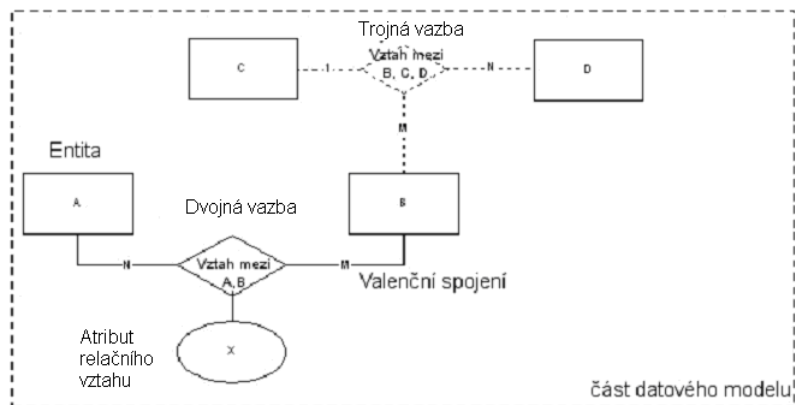 Trojná vazba
C
1
Vztah mezi
B, C, D
N
D
M
Entita
A
Dvojná vazba
B
N
Vztah mezi
A,B
M
Valenční spojení
Atribut
relačního
vztahu
X
část datového modelu